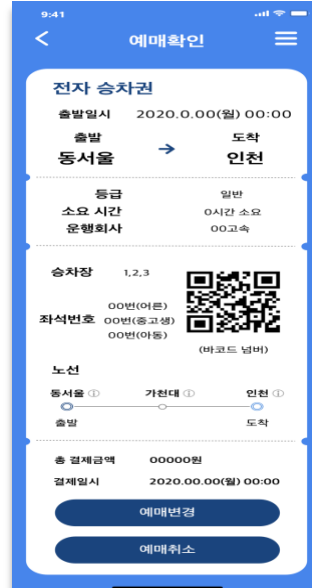 9:41
예매확인
전자 승차권
출발일시 2020.0.00(월) 00:00
출발 도착
동서울 → 인천
등급 일반
소요 시간 0시간 소요
운행회사 00고속
승차장 1,2,3
00번(어른)
좌석번호 00번(중고생)
00번(아동)
(바코드 넘버)
노선
동서울 ⓘ 가천대 ⓘ 인천 ⓘ
출발 도착
총 결제금액 00000원
결제일시 2020.00.00(월) 00:00
예매변경
예매취소